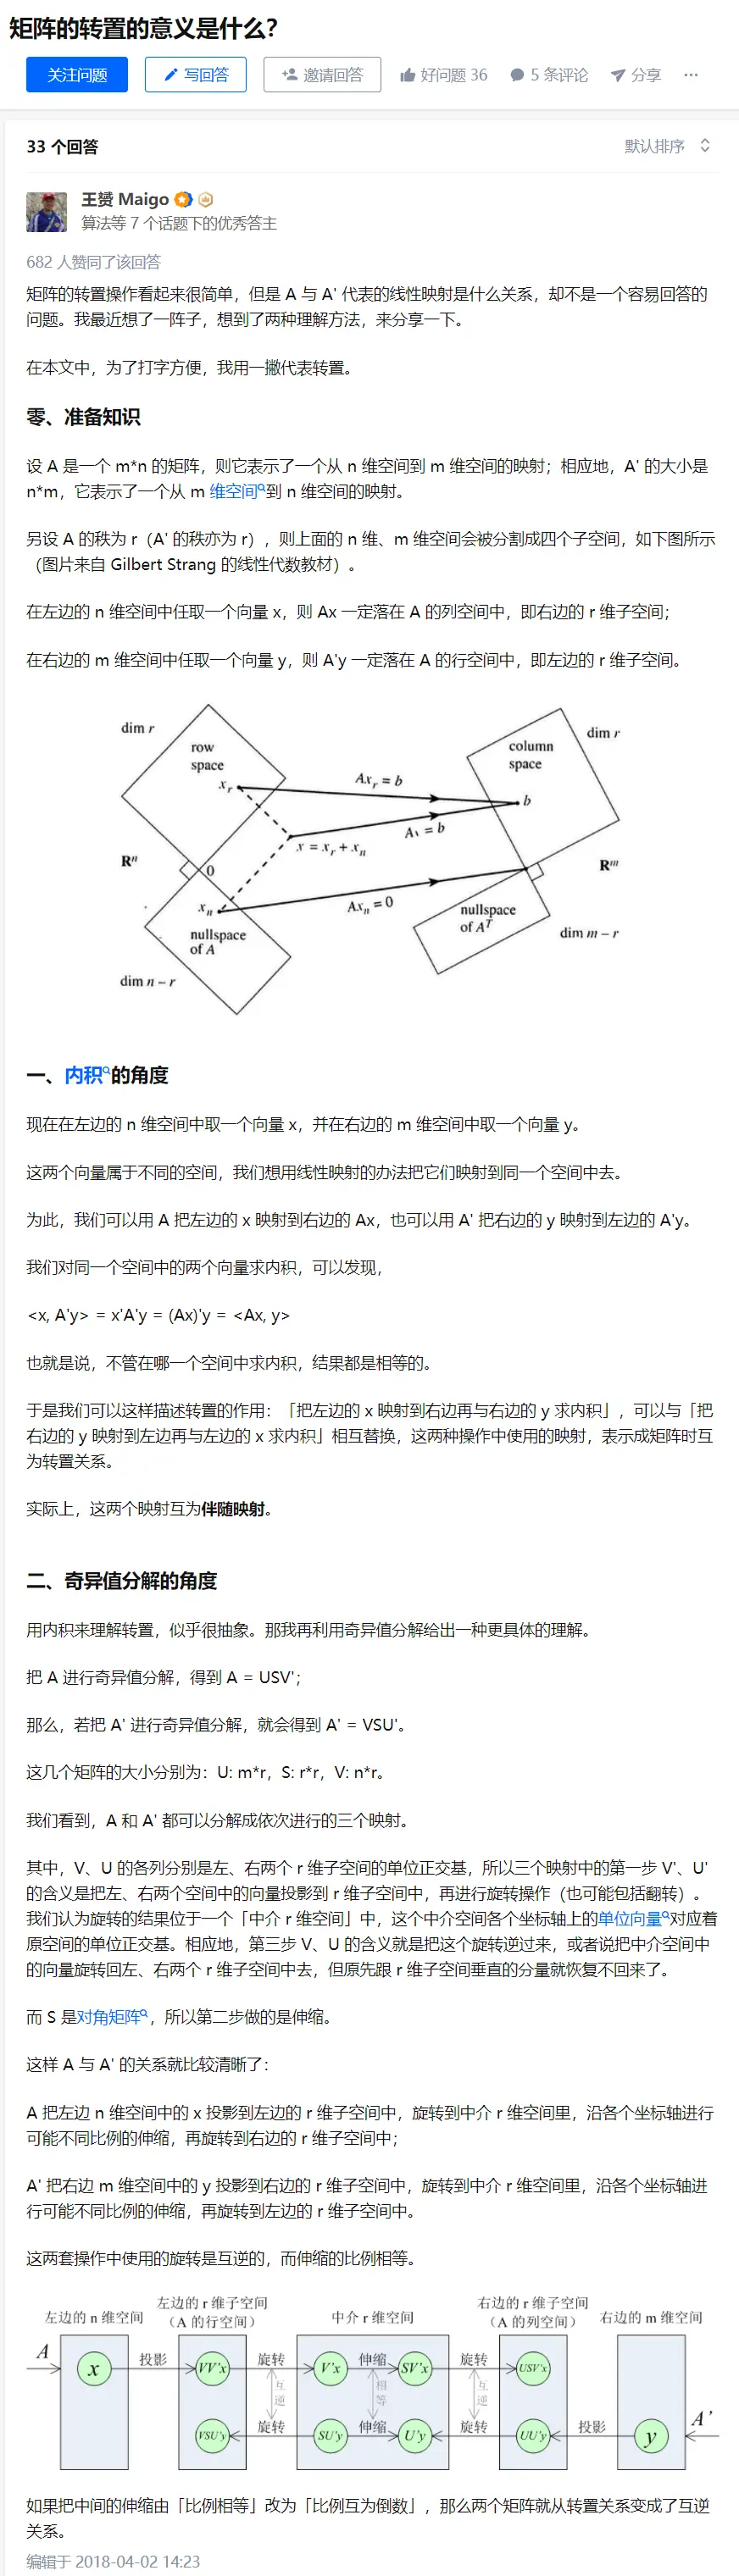 矩阵的转置的意义是什么?
关注问题
写回答
邀请回答
好问题 36
5 条评论
分享
33 个回答
默认排序
王赟 Maigo
算法等 7 个话题下的优秀答主
682 人赞同了该回答
矩阵的转置操作看起来很简单，但是 A 与 A' 代表的线性映射是什么关系，却不是一个容易回答的
问题。我最近想了一阵子，想到了两种理解方法，来分享一下。
在本文中，为了打字方便，我用一撇代表转置。
零、准备知识
设 A 是一个 m*n 的矩阵，则它表示了一个从 n 维空间到 m 维空间的映射；相应地，A' 的大小是
n*m，它表示了一个从 m 维空间到 n 维空间的映射。
另设 A 的秩为 r（A' 的秩亦为 r），则上面的 n 维、m 维空间会被分割成四个子空间，如下图所示
（图片来自 Gilbert Strang 的线性代数教材）。
在左边的 n 维空间中任取一个向量 x，则 Ax 一定落在 A 的列空间中，即右边的 r 维子空间；
在右边的 m 维空间中任取一个向量 y，则 A'y 一定落在 A 的行空间中，即左边的 r 维子空间。
dim r
row
space
column
space
dim r
x_r
Ax_r = b
b
A = b
x = x_r + x_n
R^n
0
R^m
x_n
Ax_n = 0
nullspace
of A
nullspace
of A^T
dim m − r
dim n − r
一、内积的角度
现在在左边的 n 维空间中取一个向量 x，并在右边的 m 维空间中取一个向量 y。
这两个向量属于不同的空间，我们想用线性映射的办法把它们映射到同一个空间中去。
为此，我们可以用 A 把左边的 x 映射到右边的 Ax，也可以用 A' 把右边的 y 映射到左边的 A'y。
我们对同一个空间中的两个向量求内积，可以发现，
<x, A'y> = x'A'y = (Ax)'y = <Ax, y>
也就是说，不管在哪一个空间中求内积，结果都是相等的。
于是我们可以这样描述转置的作用：「把左边的 x 映射到右边再与右边的 y 求内积」，可以与「把
右边的 y 映射到左边再与左边的 x 求内积」相互替换，这两种操作中使用的映射，表示成矩阵时互
为转置关系。
实际上，这两个映射互为伴随映射。
二、奇异值分解的角度
用内积来理解转置，似乎很抽象。那我再利用奇异值分解给出一种更具体的理解。
把 A 进行奇异值分解，得到 A = USV'；
那么，若把 A' 进行奇异值分解，就会得到 A' = VSU'。
这几个矩阵的大小分别为：U: m*r，S: r*r，V: n*r。
我们看到，A 和 A' 都可以分解成依次进行的三个映射。
其中，V、U 的各列分别是左、右两个 r 维子空间的单位正交基，所以三个映射中的第一步 V'、U'
的含义是把左、右两个空间中的向量投影到 r 维子空间中，再进行旋转操作（也可能包括翻转）。
我们认为旋转的结果位于一个「中介 r 维空间」中，这个中介空间各个坐标轴上的单位向量对应着
原空间的单位正交基。相应地，第三步 V、U 的含义就是把这个旋转逆过来，或者说把中介空间中
的向量旋转回左、右两个 r 维子空间中去，但原先跟 r 维子空间垂直的分量就恢复不回来了。
而 S 是对角矩阵，所以第二步做的是伸缩。
这样 A 与 A' 的关系就比较清晰了：
A 把左边 n 维空间中的 x 投影到左边的 r 维子空间中，旋转到中介 r 维空间里，沿各个坐标轴进行
可能不同比例的伸缩，再旋转到右边的 r 维子空间中；
A' 把右边 m 维空间中的 y 投影到右边的 r 维子空间中，旋转到中介 r 维空间里，沿各个坐标轴进
行可能不同比例的伸缩，再旋转到左边的 r 维子空间中。
这两套操作中使用的旋转是互逆的，而伸缩的比例相等。
左边的 n 维空间
左边的 r 维子空间
（A 的行空间）
中介 r 维空间
右边的 r 维子空间
（A 的列空间）
右边的 m 维空间
A
x
投影
VV'x
旋转
V'x
伸缩
SV'x
旋转
USV'x
互逆
相等
互逆
VSU'y
旋转
SU'y
伸缩
U'y
旋转
UU'y
投影
y
A'
如果把中间的伸缩由「比例相等」改为「比例互为倒数」，那么两个矩阵就从转置关系变成了互逆
关系。
编辑于 2018-04-02 14:23